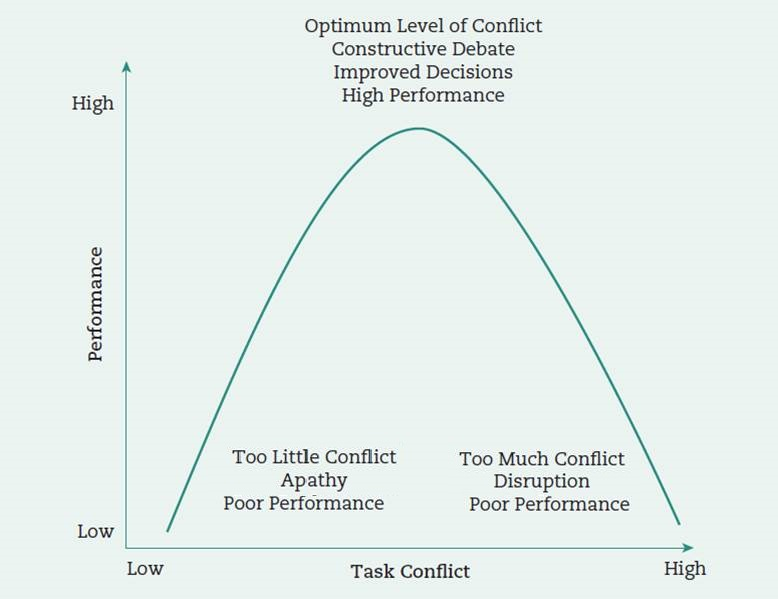 Optimum Level of Conflict
Constructive Debate
Improved Decisions
High Performance
High
Performance
Too Little Conflict
Apathy
Poor Performance
Too Much Conflict
Disruption
Poor Performance
Low
Low
Task Conflict
High